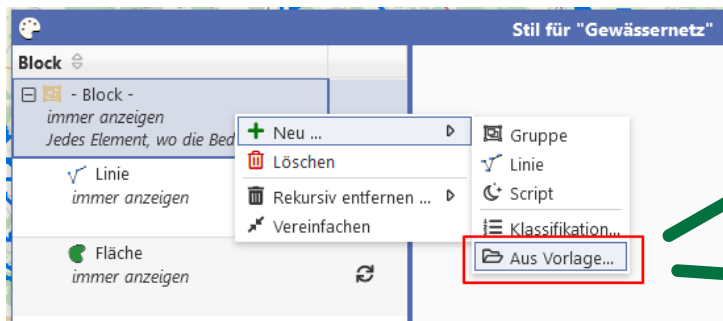 Stil für "Gewässernetz"
Block
- Block -
immer anzeigen
Jedes Element, wo die Bed
Linie
immer anzeigen
Fläche
immer anzeigen
Neu ...
Löschen
Rekursiv entfernen ...
Vereinfachen
Gruppe
Linie
Script
Klassifikation...
Aus Vorlage...